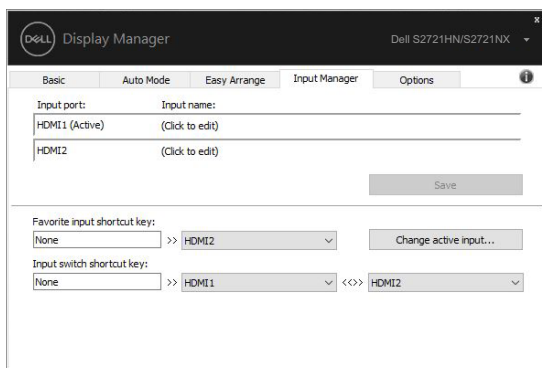 x
DELL Display Manager Dell S2721HN/S2721NX
Basic Auto Mode Easy Arrange Input Manager Options i
Input port: Input name:
HDMI1 (Active) (Click to edit)
HDMI2 (Click to edit)
Save
Favorite input shortcut key:
None >> HDMI2 Change active input...
Input switch shortcut key:
None >> HDMI1 <<>> HDMI2